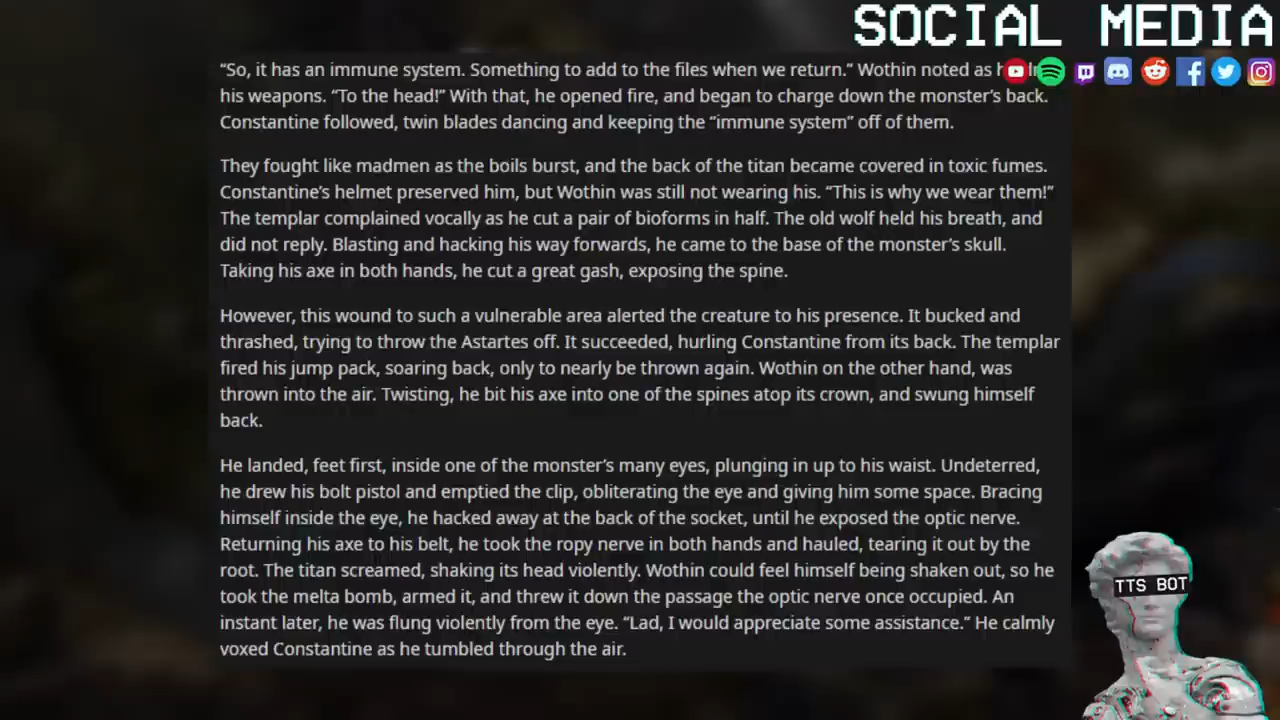 SOCIAL MEDIA
“So, it has an immune system. Something to add to the files when we return.” Wothin noted as
his weapons. “To the head!” With that, he opened fire, and began to charge down the monster’s back.
Constantine followed, twin blades dancing and keeping the “immune system” off of them.
They fought like madmen as the boils burst, and the back of the titan became covered in toxic fumes.
Constantine’s helmet preserved him, but Wothin was still not wearing his. “This is why we wear them!”
The templar complained vocally as he cut a pair of bioforms in half. The old wolf held his breath, and
did not reply. Blasting and hacking his way forwards, he came to the base of the monster’s skull.
Taking his axe in both hands, he cut a great gash, exposing the spine.
However, this wound to such a vulnerable area alerted the creature to his presence. It bucked and
thrashed, trying to throw the Astartes off. It succeeded, hurling Constantine from its back. The templar
fired his jump pack, soaring back, only to nearly be thrown again. Wothin on the other hand, was
thrown into the air. Twisting, he bit his axe into one of the spines atop its crown, and swung himself
back.
He landed, feet first, inside one of the monster’s many eyes, plunging in up to his waist. Undeterred,
he drew his bolt pistol and emptied the clip, obliterating the eye and giving him some space. Bracing
himself inside the eye, he hacked away at the back of the socket, until he exposed the optic nerve.
Returning his axe to his belt, he took the ropy nerve in both hands and hauled, tearing it out by the
root. The titan screamed, shaking its head violently. Wothin could feel himself being shaken out, so he
took the melta bomb, armed it, and threw it down the passage the optic nerve once occupied. An
instant later, he was flung violently from the eye. “Lad, I would appreciate some assistance.” He calmly
voxed Constantine as he tumbled through the air.
TTS BOT